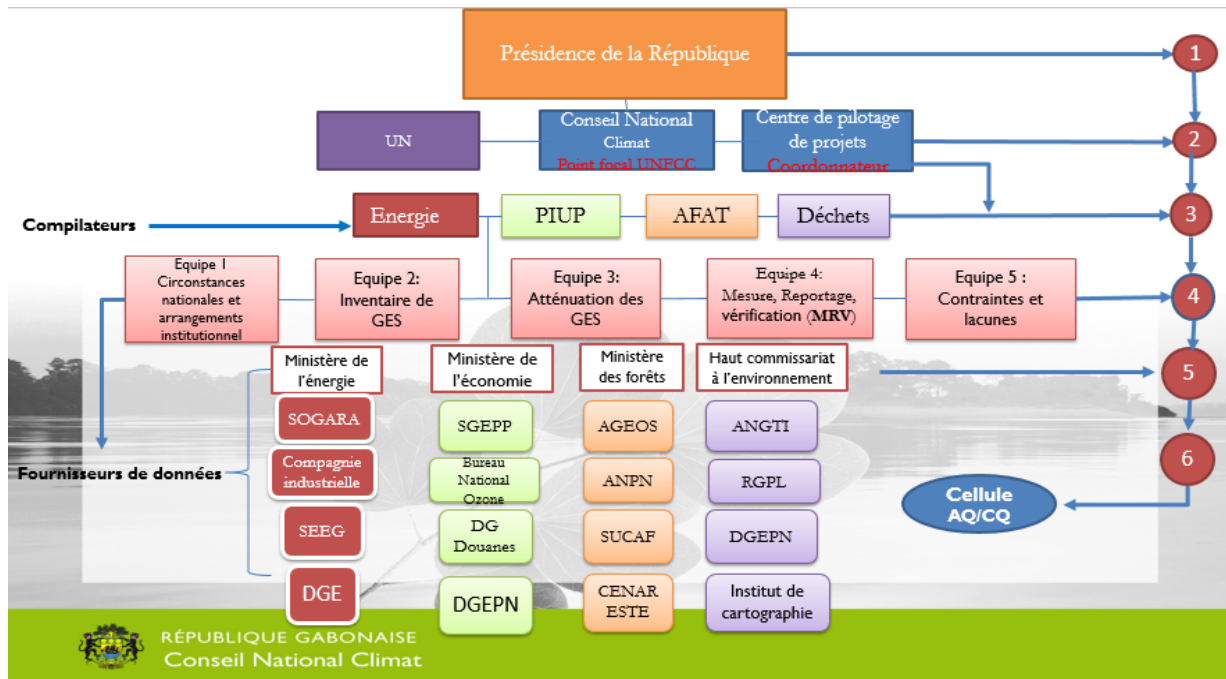 Présidence de la République
1
UN
Conseil National
Climat
Point focal UNFCC
Centre de pilotage
de projets
Coordonnateur
2
Compilateurs
Energie
PIUP
AFAT
Déchets
3
Equipe 1
Circonstances
nationales et
arrangements
institutionnel
Equipe 2:
Inventaire de
GES
Equipe 3:
Atténuation des
GES
Equipe 4:
Mesure, Reportage,
vérification (MRV)
Equipe 5 :
Contraintes et
lacunes
4
Ministère de
l'énergie
Ministère de
l'économie
Ministère
des forêts
Haut commissariat
à l'environnement
5
Fournisseurs de données
SOGARA
SGEPP
AGEOS
ANGTI
Compagnie
industrielle
Bureau
National
Ozone
ANPN
RGPL
6
SEEG
DG
Douanes
SUCAF
DGEPN
Cellule
AQ/CQ
DGE
DGEPN
CENAR
ESTE
Institut de
cartographie
RÉPUBLIQUE GABONAISE
Conseil National Climat